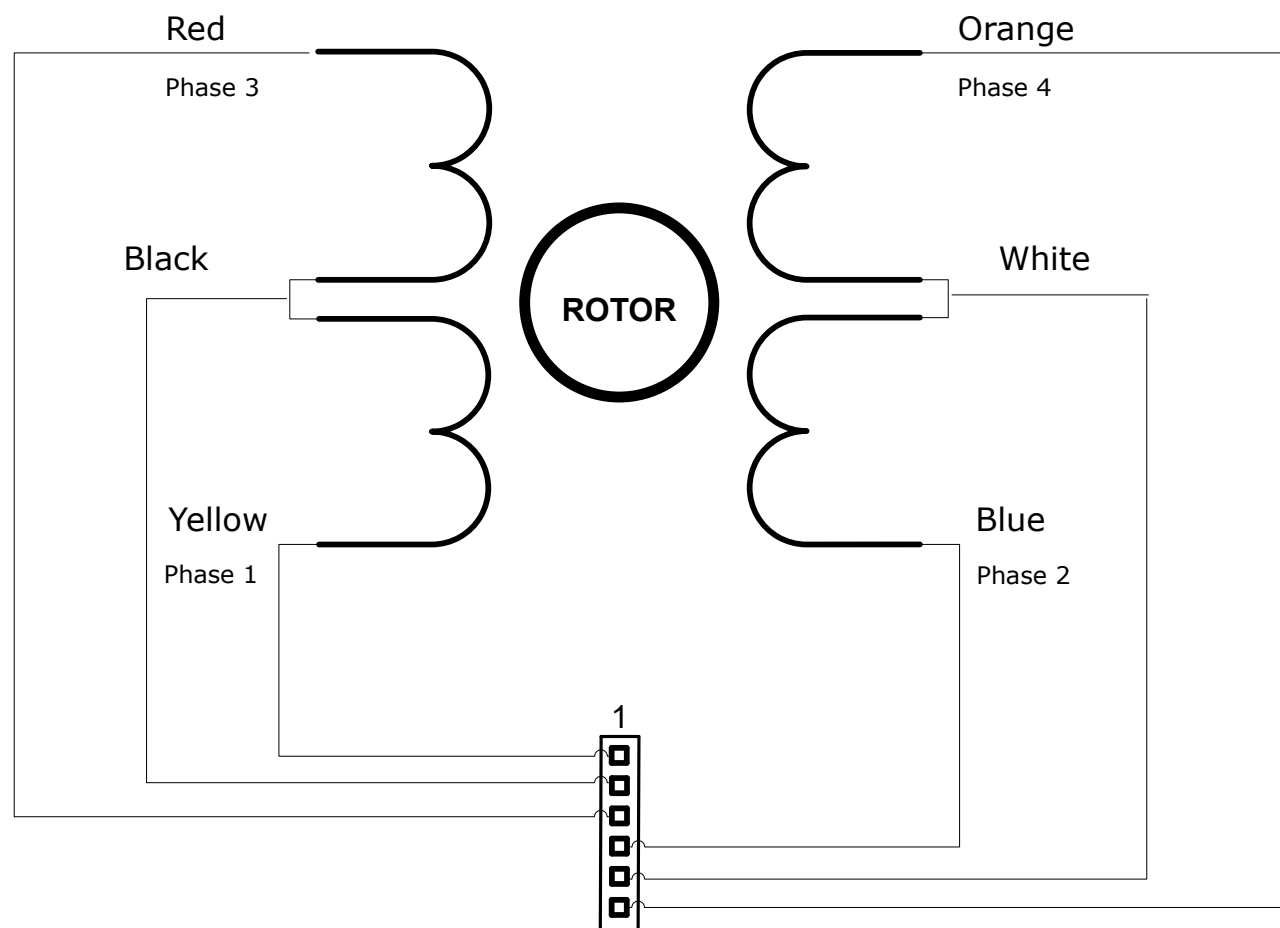 Red
Phase 3
Orange
Phase 4
Black
White
ROTOR
Yellow
Phase 1
Blue
Phase 2
1